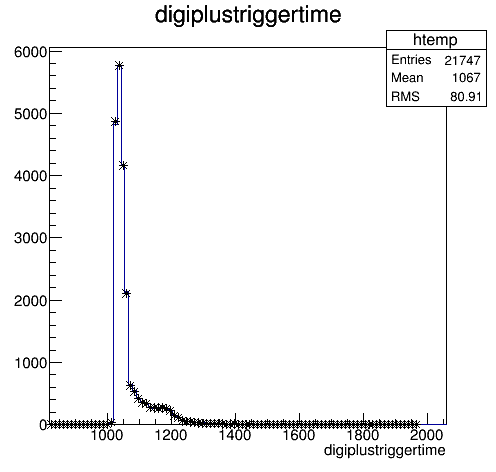 digiplustriggertime
htemp
Entries 21747
Mean 1067
RMS 80.91
6000
5000
4000
3000
2000
1000
0
1000 1200 1400 1600 1800 2000
digiplustriggertime